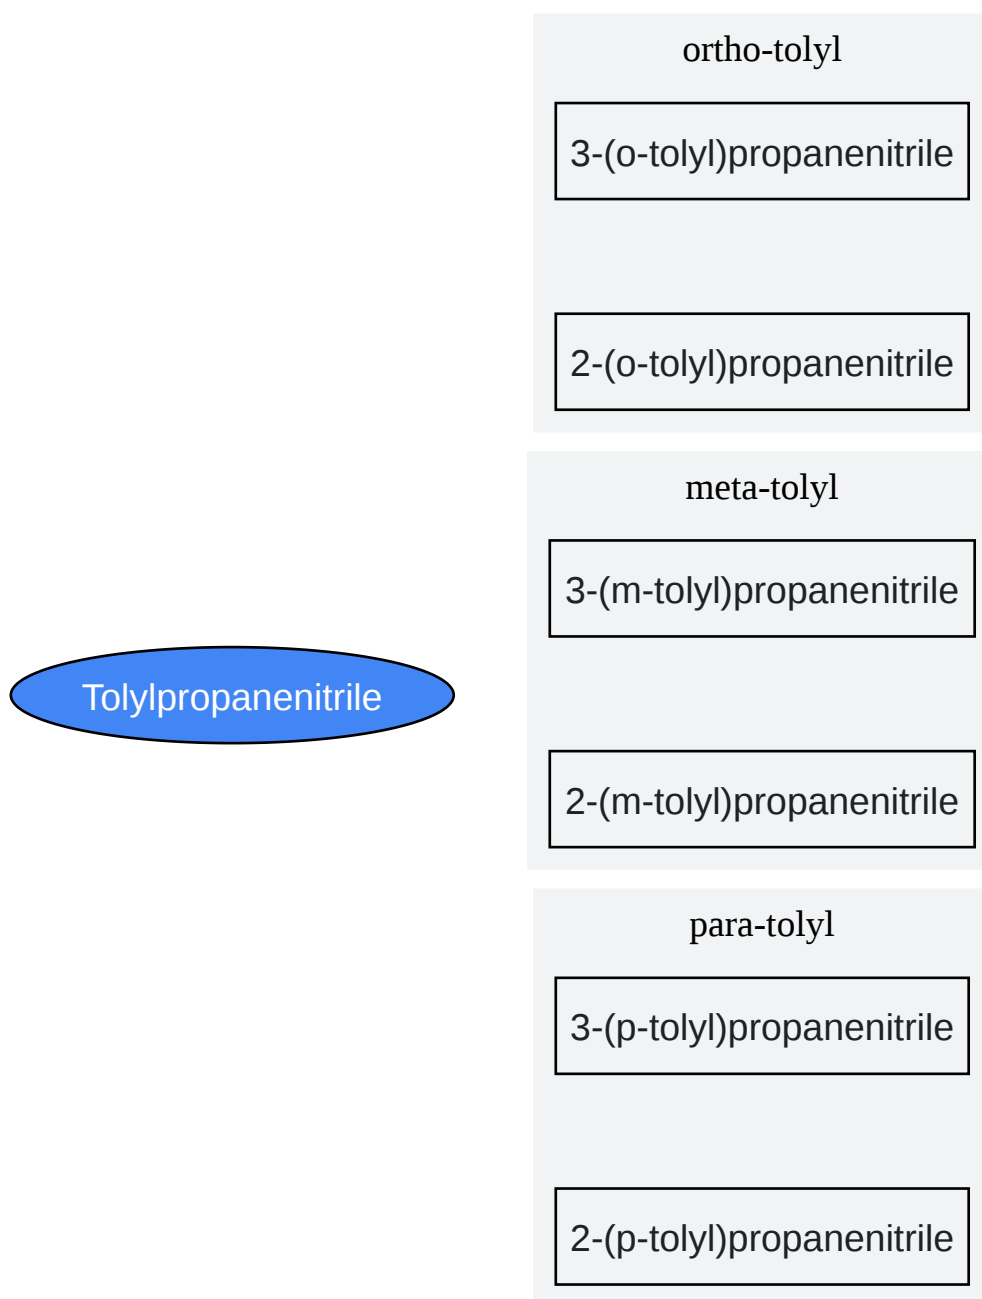 ortho-tolyl
3-(o-tolyl)propanenitrile
2-(o-tolyl)propanenitrile
meta-tolyl
3-(m-tolyl)propanenitrile
Tolylpropanenitrile
2-(m-tolyl)propanenitrile
para-tolyl
3-(p-tolyl)propanenitrile
2-(p-tolyl)propanenitrile